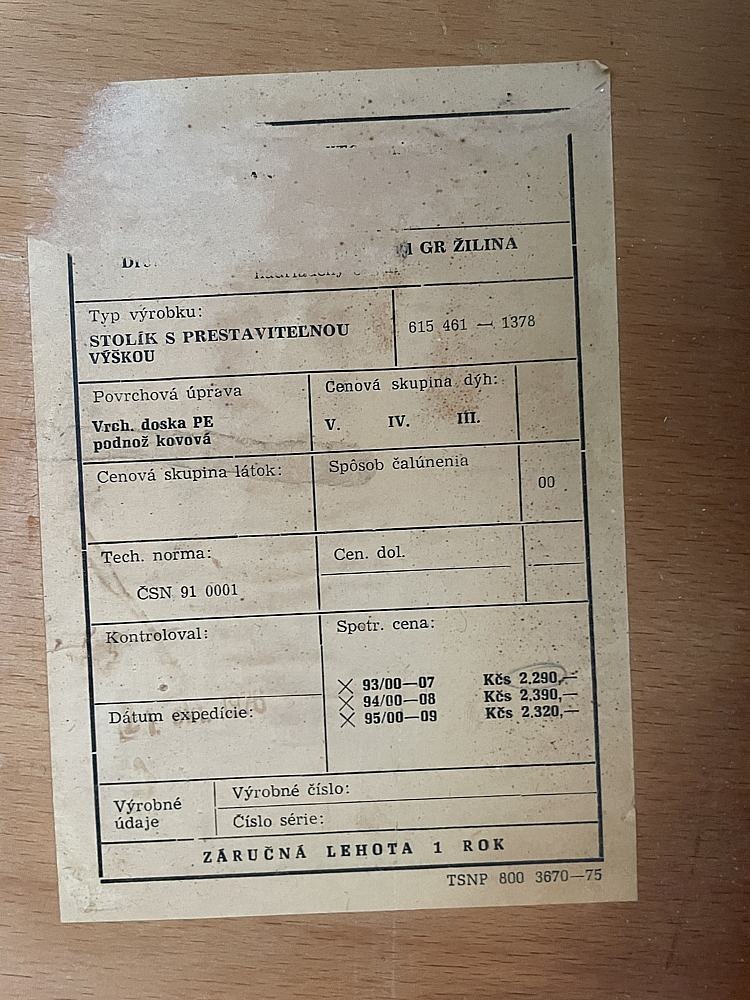 GR ŽILINA
Typ výrobku:
STOLÍK S PRESTAVITEĽNOU
VÝŠKOU
615 461 — 1378
Povrchová úprava
Vrch. doska PE
podnož kovová
Cenová skupina dýh:
V. IV. III.
Cenová skupina látok:
Spôsob čalúnenia
00
Tech. norma:
ČSN 91 0001
Cen. dol.
Kontroloval:
Spotr. cena:
93/00—07 Kčs 2.290,—
94/00—08 Kčs 2.390,—
95/00—09 Kčs 2.320,—
Dátum expedície:
Výrobné
údaje
Výrobné číslo:
Číslo série:
ZÁRUČNÁ LEHOTA 1 ROK
TSNP 800 3670—75